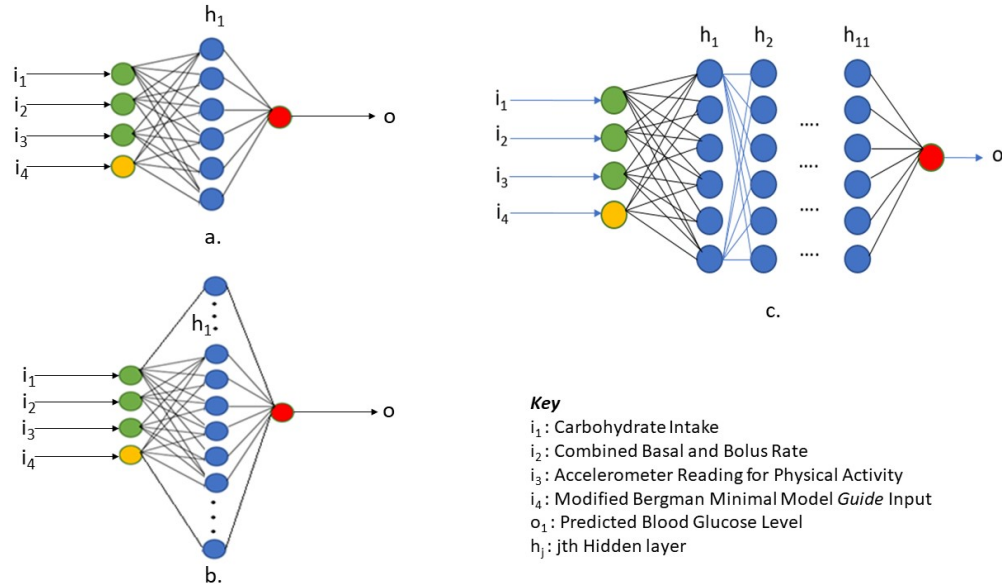 h₁
i₁
i₂
i₃
i₄
o
a.
h₁
i₁
i₂
i₃
i₄
o
b.
h₁ h₂ h₁₁
i₁
i₂
i₃
i₄
....
....
....
....
o
c.
Key
i₁ : Carbohydrate Intake
i₂ : Combined Basal and Bolus Rate
i₃ : Accelerometer Reading for Physical Activity
i₄ : Modified Bergman Minimal Model Guide Input
o₁ : Predicted Blood Glucose Level
hⱼ : jth Hidden layer